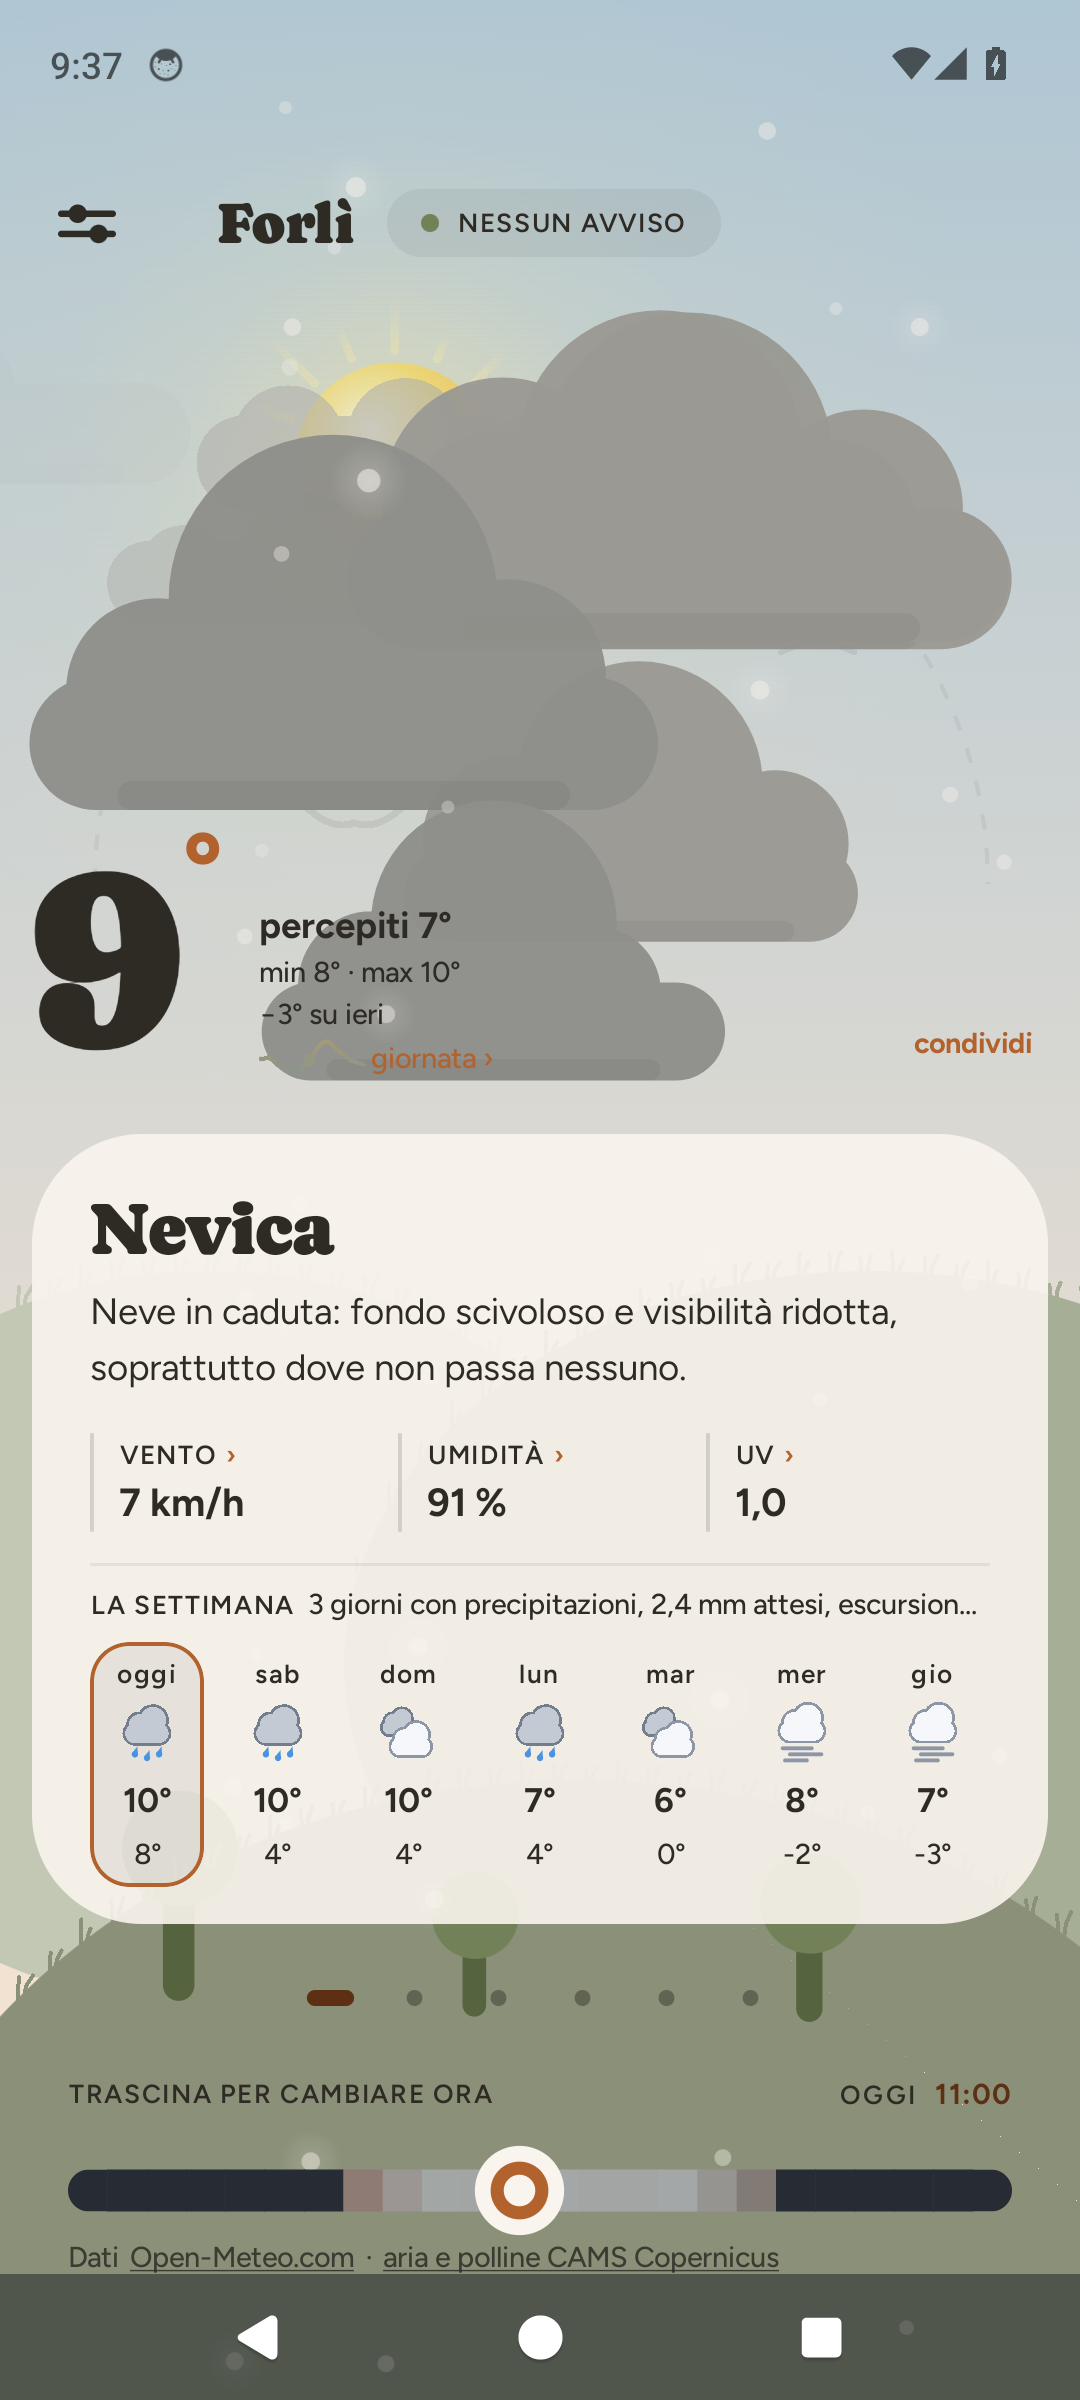 9:37
Forlì
NESSUN AVVISO
9°
percepiti 7°
min 8° · max 10°
−3° su ieri
giornata ›
condividi
Nevica
Neve in caduta: fondo scivoloso e visibilità ridotta,
soprattutto dove non passa nessuno.
VENTO › UMIDITÀ › UV ›
7 km/h 91 % 1,0
LA SETTIMANA 3 giorni con precipitazioni, 2,4 mm attesi, escursion…
oggi sab dom lun mar mer gio
10° 10° 10° 7° 6° 8° 7°
8° 4° 4° 4° 0° -2° -3°
TRASCINA PER CAMBIARE ORA OGGI 11:00
Dati Open-Meteo.com · aria e polline CAMS Copernicus